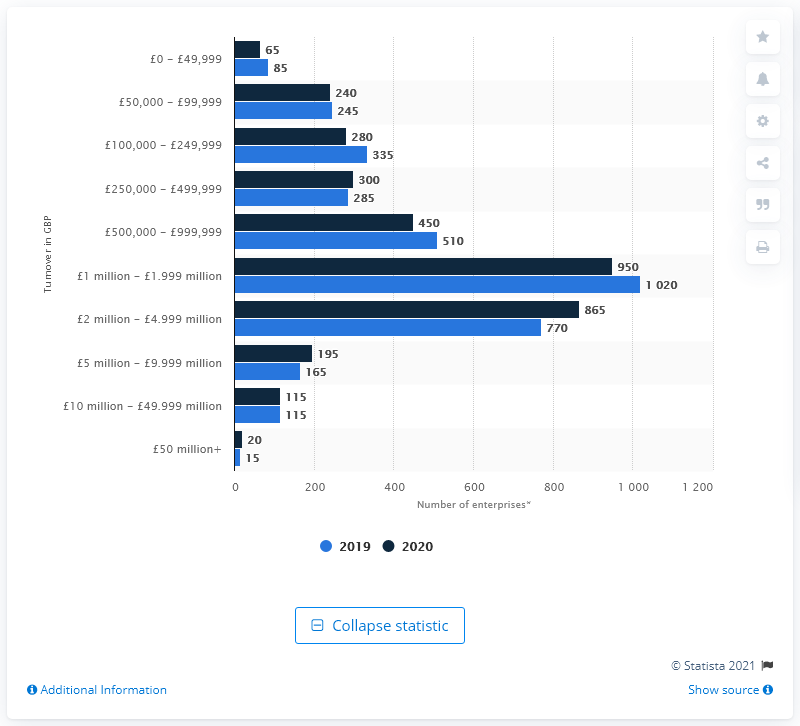 £0 – £49,999
65
85
£50,000 – £99,999
240
245
£100,000 – £249,999
280
335
£250,000 – £499,999
300
285
£500,000 – £999,999
450
510
£1 million – £1.999 million
950
1 020
£2 million – £4.999 million
865
770
£5 million – £9.999 million
195
165
£10 million – £49.999 million
115
115
£50 million+
20
15
Turnover in GBP
0 200 400 600 800 1 000 1 200
Number of enterprises*
2019 2020
Collapse statistic
© Statista 2021
Additional Information
Show source